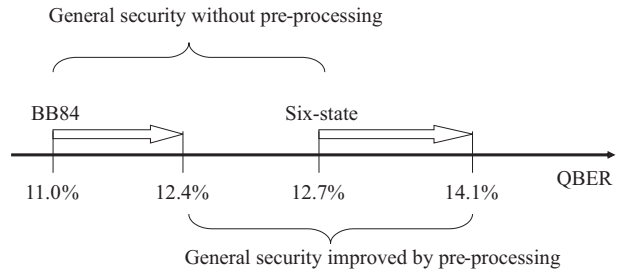 General security without pre-processing
BB84
Six-state
QBER
11.0%
12.4%
12.7%
14.1%
General security improved by pre-processing